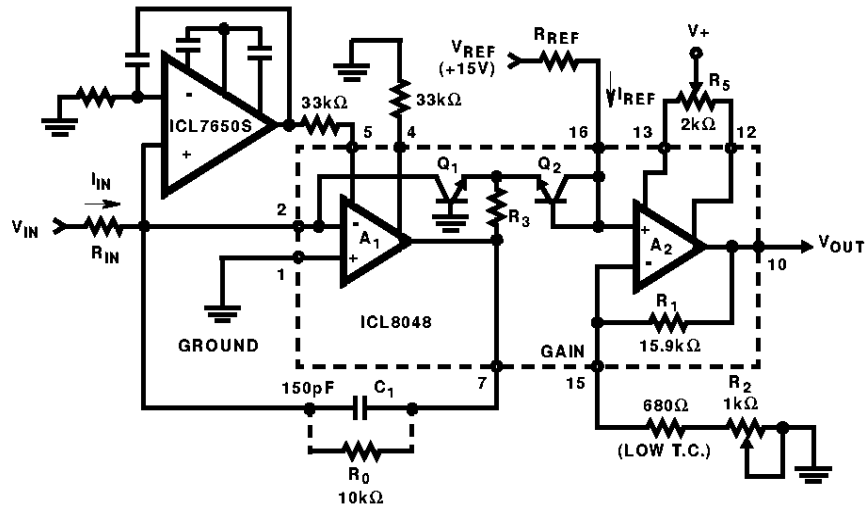 V+
RREF
VREF
(+15V)
R5
IREF
2kΩ
-
ICL7650S
+
33kΩ
33kΩ
5
4
16
13
12
Q1
Q2
IIN
VIN
RIN
2
-
A1
+
R3
+
A2
-
VOUT
10
1
ICL8048
R1
15.9kΩ
GROUND
GAIN
7
15
150pF
C1
R2
680Ω
1kΩ
(LOW T.C.)
R0
10kΩ